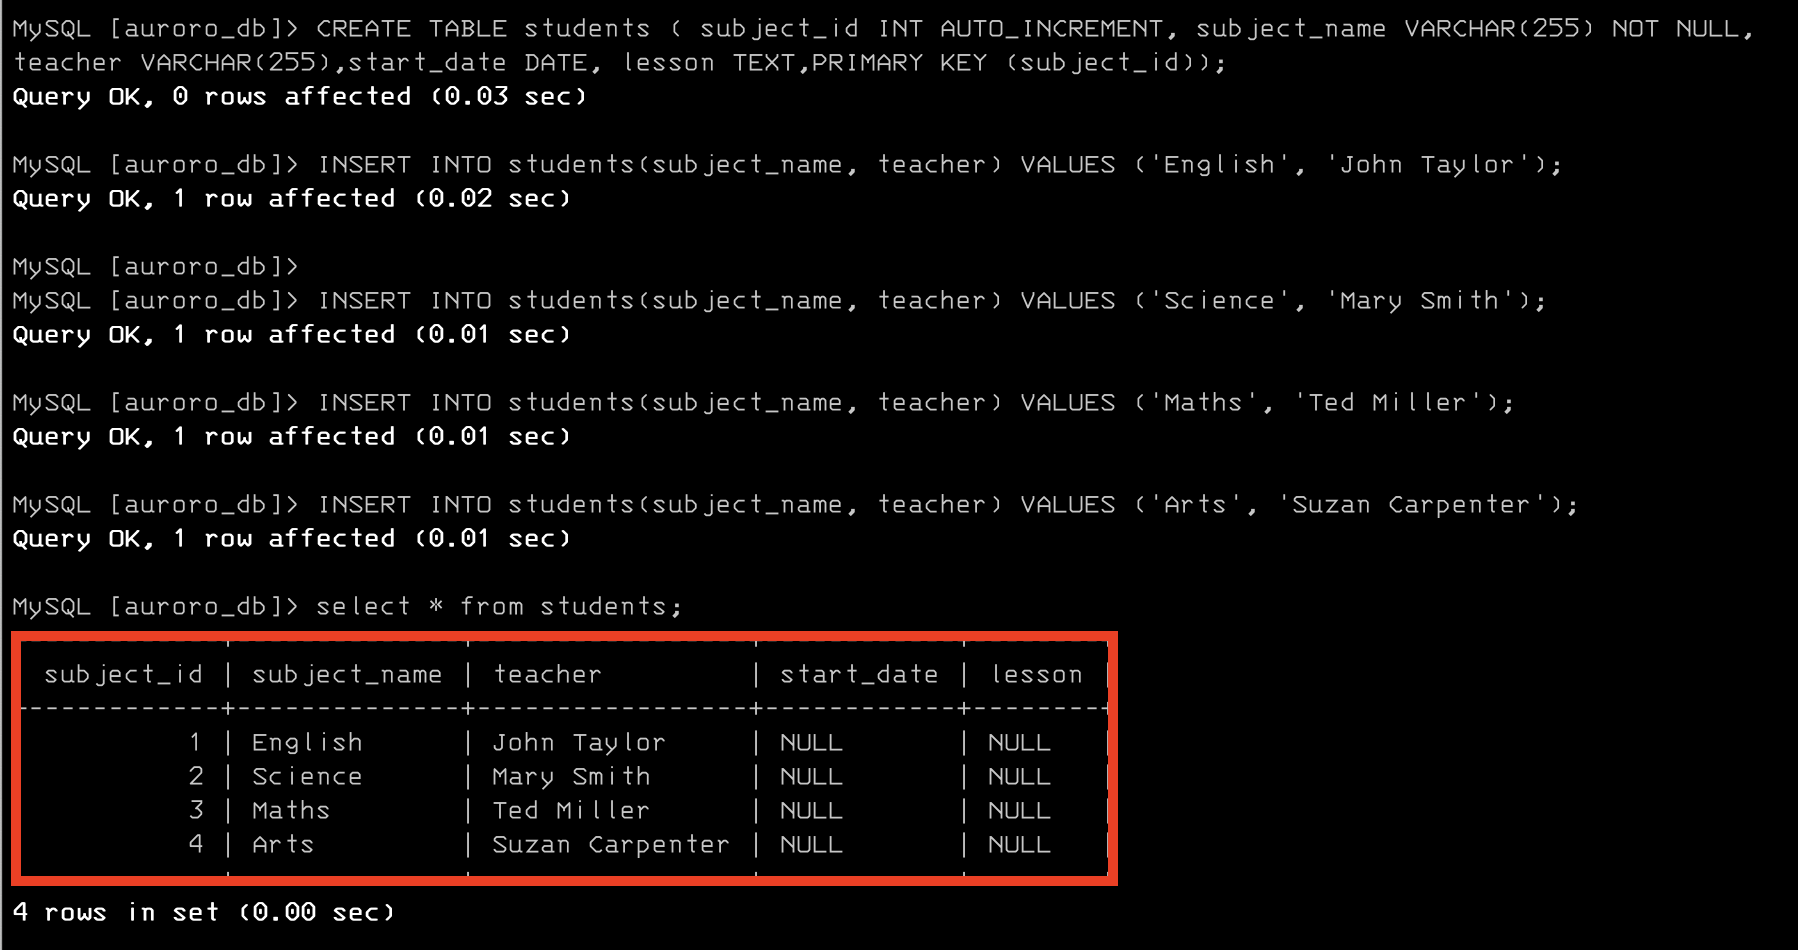 MySQL [auroro_db]> CREATE TABLE students ( subject_id INT AUTO_INCREMENT, subject_name VARCHAR(255) NOT NULL,
teacher VARCHAR(255),start_date DATE, lesson TEXT,PRIMARY KEY (subject_id));
Query OK, 0 rows affected (0.03 sec)
MySQL [auroro_db]> INSERT INTO students(subject_name, teacher) VALUES ('English', 'John Taylor');
Query OK, 1 row affected (0.02 sec)
MySQL [auroro_db]>
MySQL [auroro_db]> INSERT INTO students(subject_name, teacher) VALUES ('Science', 'Mary Smith');
Query OK, 1 row affected (0.01 sec)
MySQL [auroro_db]> INSERT INTO students(subject_name, teacher) VALUES ('Maths', 'Ted Miller');
Query OK, 1 row affected (0.01 sec)
MySQL [auroro_db]> INSERT INTO students(subject_name, teacher) VALUES ('Arts', 'Suzan Carpenter');
Query OK, 1 row affected (0.01 sec)
MySQL [auroro_db]> select * from students;
subject_id | subject_name | teacher | start_date | lesson |
-------------+--------------+-----------------+------------+--------+
1 | English | John Taylor | NULL | NULL |
2 | Science | Mary Smith | NULL | NULL |
3 | Maths | Ted Miller | NULL | NULL |
4 | Arts | Suzan Carpenter | NULL | NULL |
4 rows in set (0.00 sec)